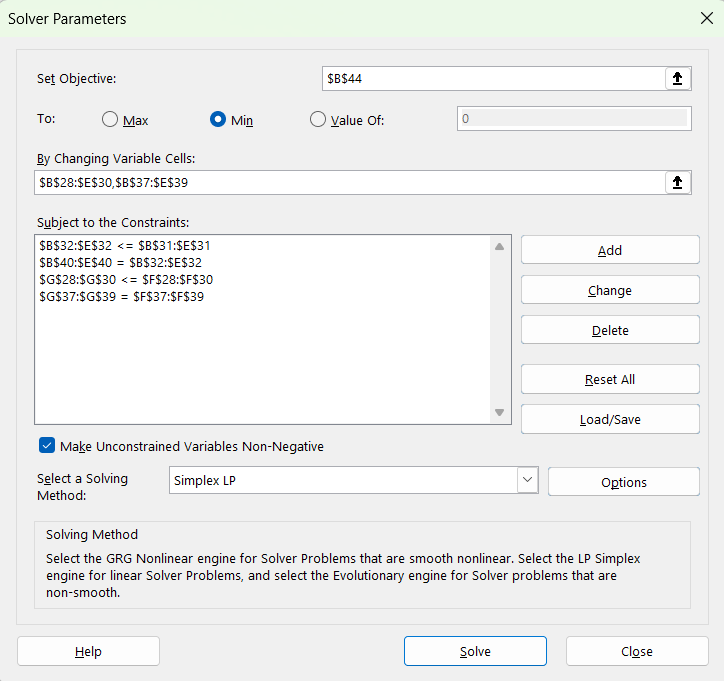 Solver Parameters
Set Objective:
$B$44
To:
Max
Min
Value Of:
0
By Changing Variable Cells:
$B$28:$E$30,$B$37:$E$39
Subject to the Constraints:
$B$32:$E$32 <= $B$31:$E$31
$B$40:$E$40 = $B$32:$E$32
$G$28:$G$30 <= $F$28:$F$30
$G$37:$G$39 = $F$37:$F$39
Add
Change
Delete
Reset All
Load/Save
Make Unconstrained Variables Non-Negative
Select a Solving
Method:
Simplex LP
Options
Solving Method
Select the GRG Nonlinear engine for Solver Problems that are smooth nonlinear. Select the LP Simplex
engine for linear Solver Problems, and select the Evolutionary engine for Solver problems that are
non-smooth.
Help
Solve
Close